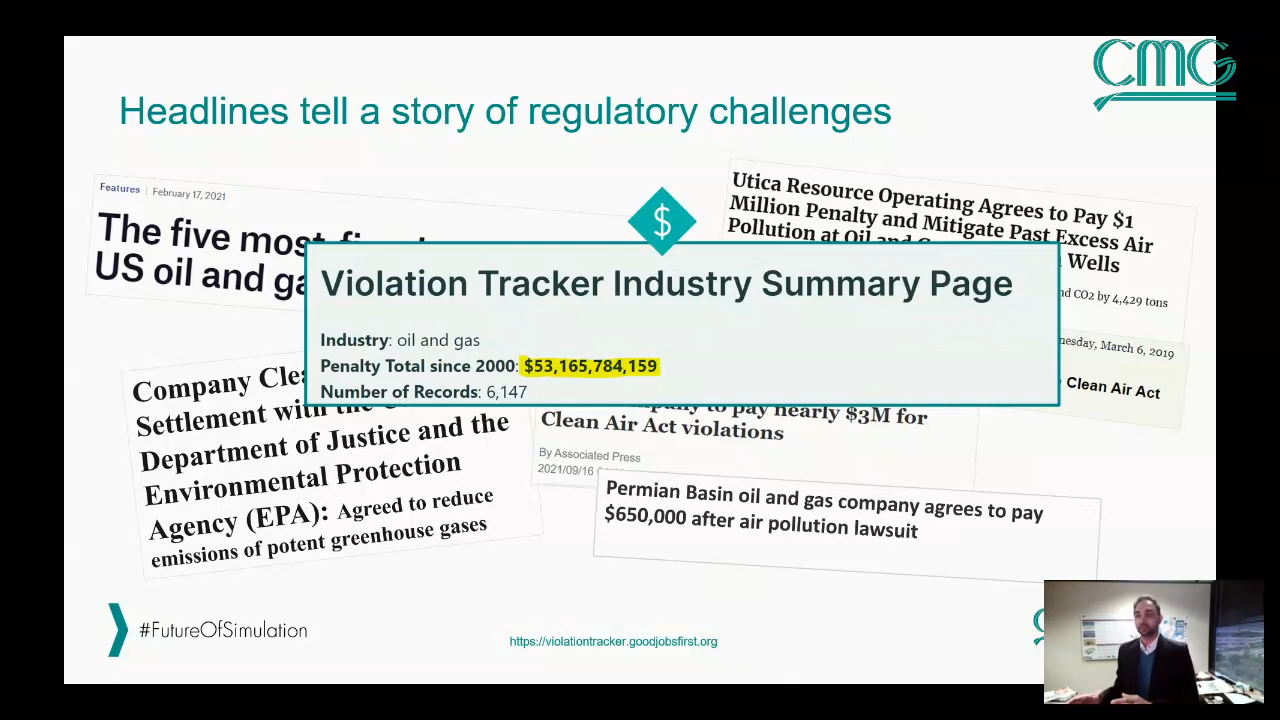 CMG
Headlines tell a story of regulatory challenges
Features | February 17, 2021
The five most
US oil and ga
Utica Resource Operating Agrees to Pay $1
Million Penalty and Mitigate Past Excess Air
Pollution at Oil and
Wells
nd CO2 by 4,429 tons
$
Violation Tracker Industry Summary Page
Industry: oil and gas
Penalty Total since 2000: $53,165,784,159
Number of Records: 6,147
nesday, March 6, 2019
Clean Air Act
Company Clea
Settlement with the
Department of Justice and the
Environmental Protection
Agency (EPA): Agreed to reduce
emissions of potent greenhouse gases
to pay nearly $3M for
Clean Air Act violations
By Associated Press
2021/09/16
Permian Basin oil and gas company agrees to pay
$650,000 after air pollution lawsuit
#FutureOfSimulation
https://violationtracker.goodjobsfirst.org